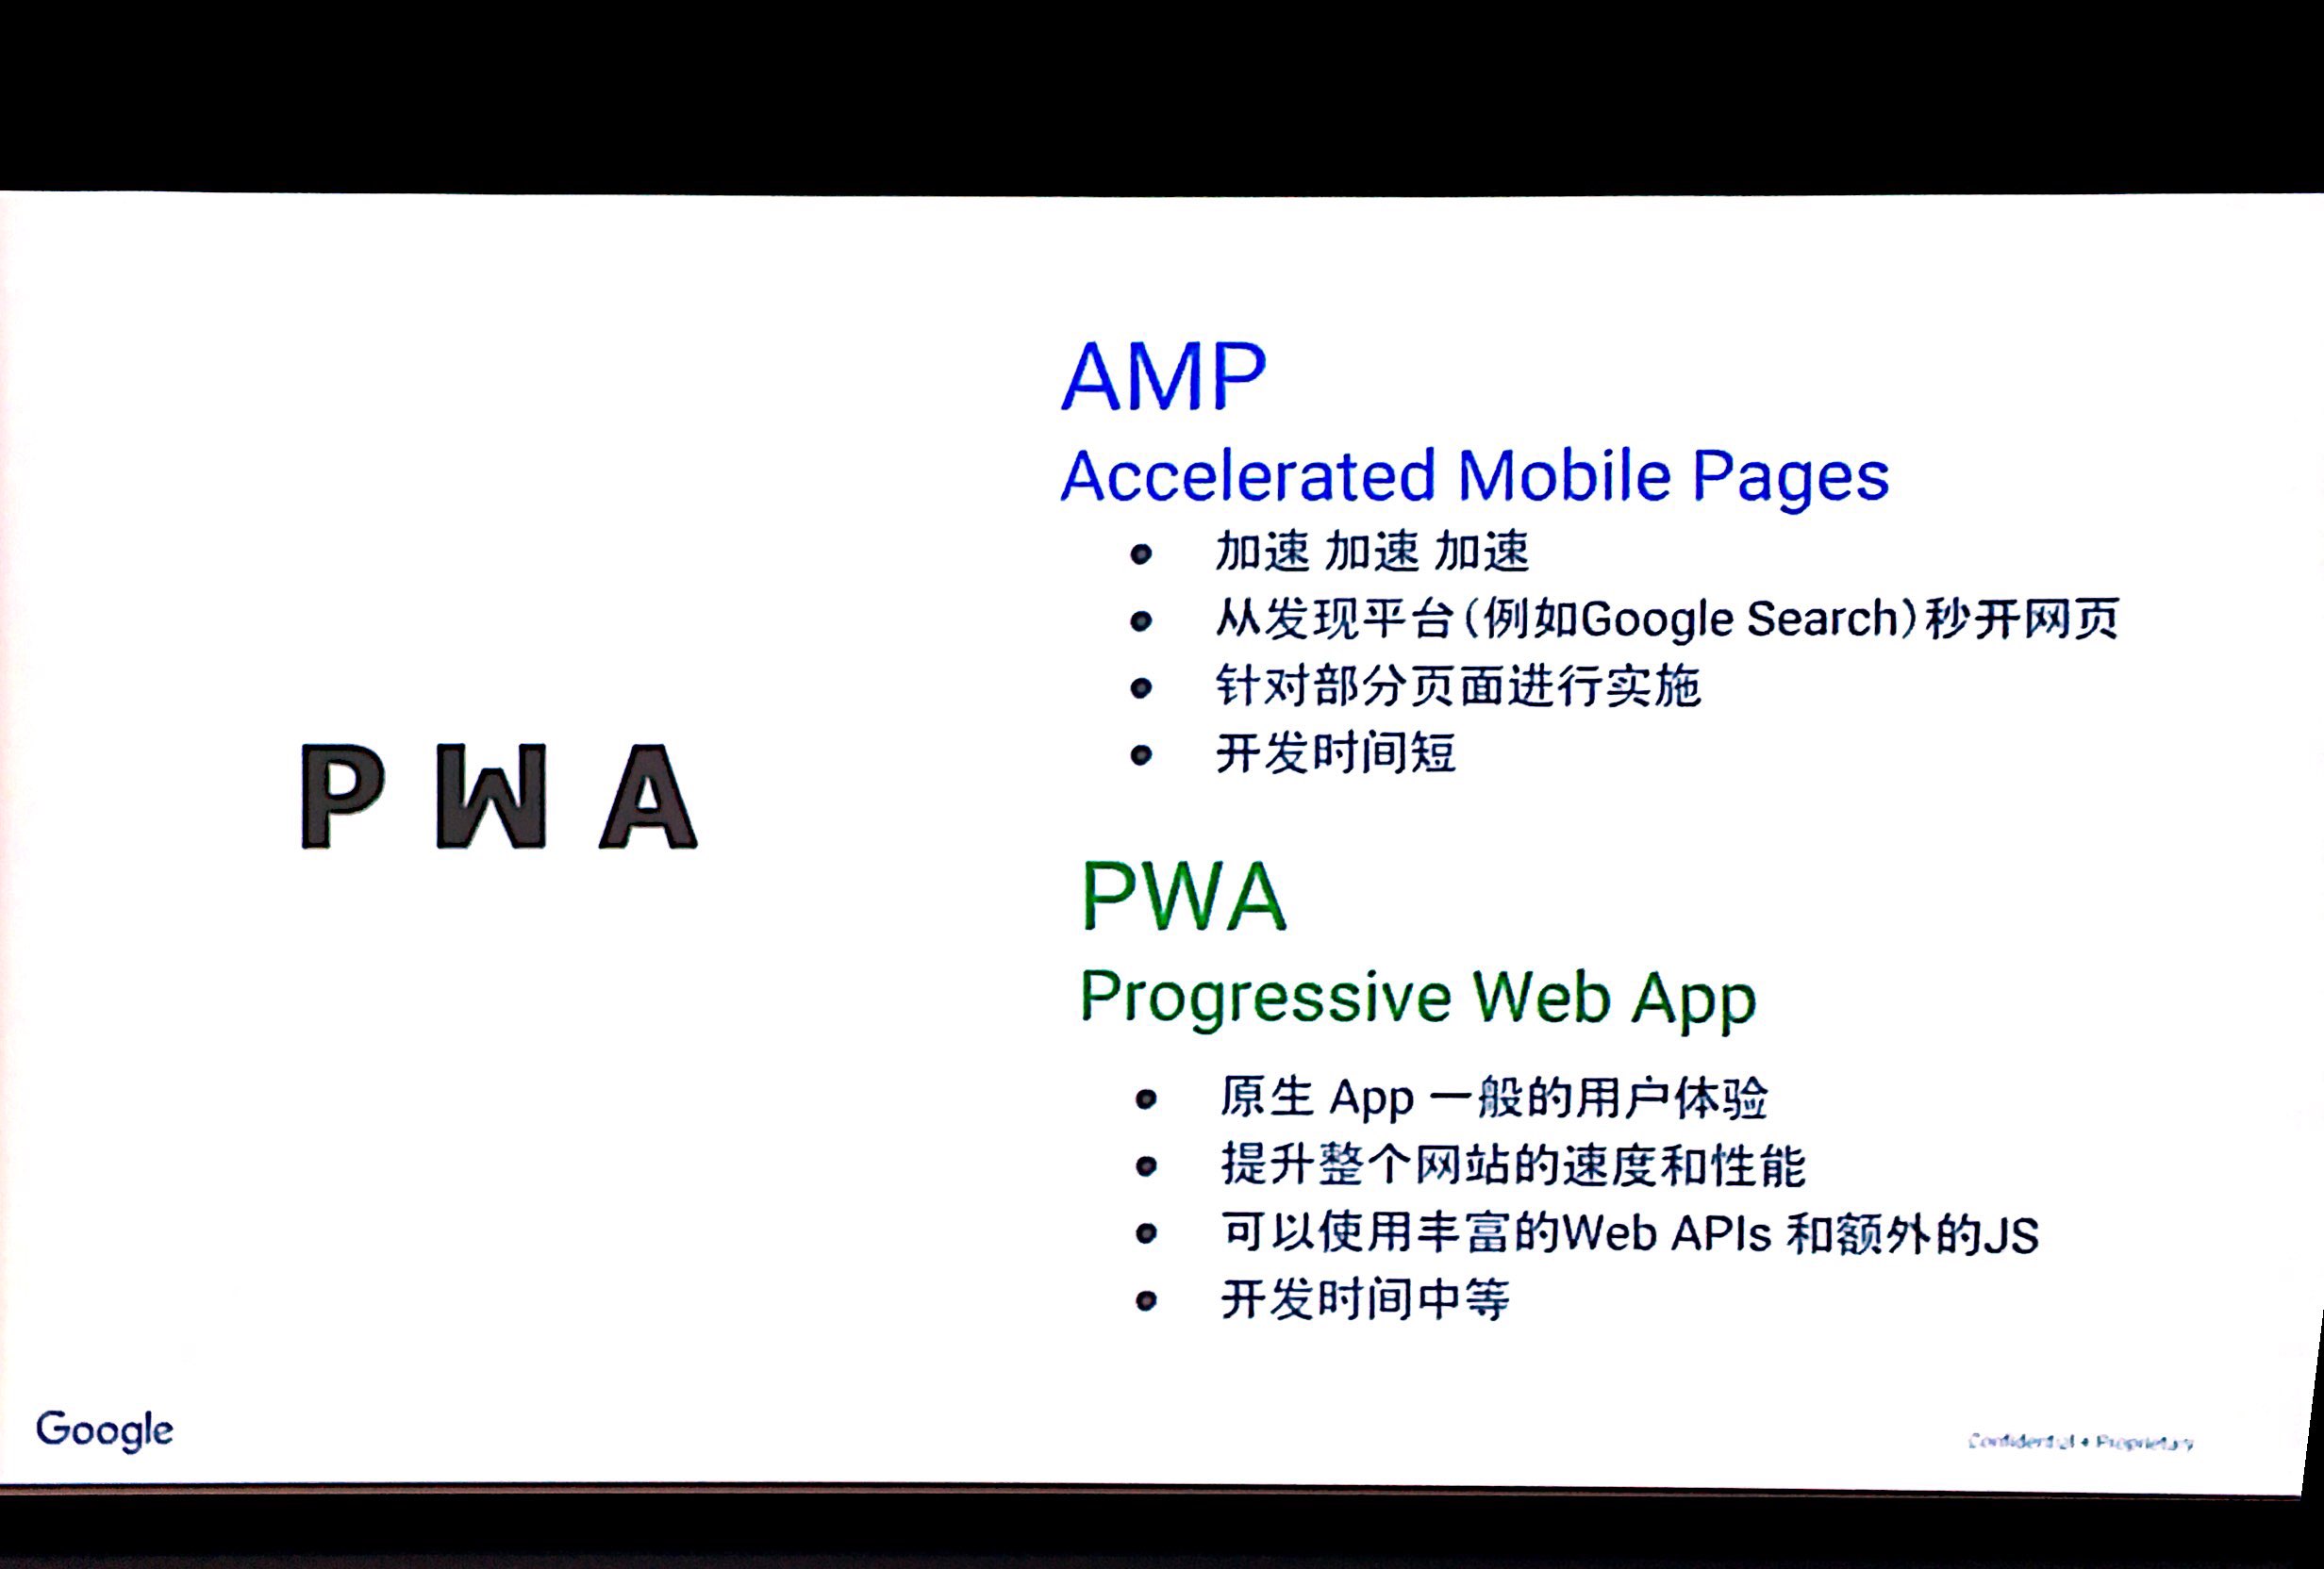 P W A
AMP
Accelerated Mobile Pages
• 加速 加速 加速
• 从发现平台(例如Google Search)秒开网页
• 针对部分页面进行实施
• 开发时间短
PWA
Progressive Web App
• 原生 App 一般的用户体验
• 提升整个网站的速度和性能
• 可以使用丰富的Web APIs 和额外的JS
• 开发时间中等
Google
Confidential + Proprietary